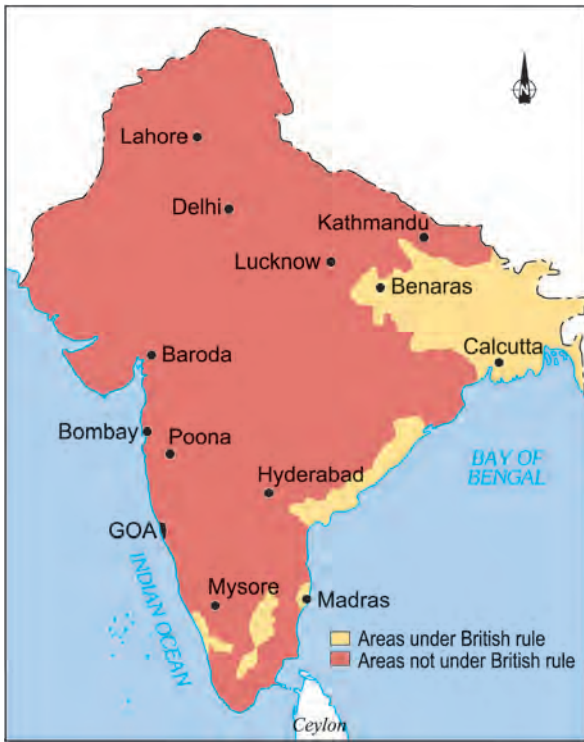 N
Lahore
Delhi
Kathmandu
Lucknow
Benaras
Calcutta
Baroda
Bombay
Poona
BAY OF
BENGAL
Hyderabad
GOA
INDIAN OCEAN
Mysore
Madras
Areas under British rule
Areas not under British rule
Ceylon